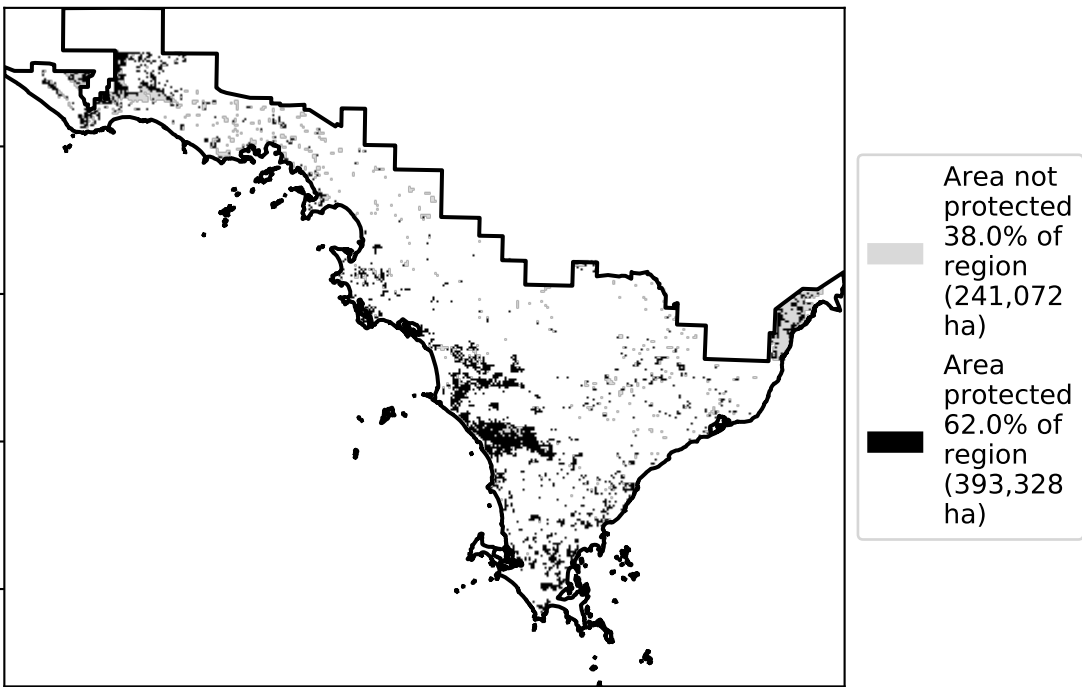 Area not
protected
38.0% of
region
(241,072
ha)
Area
protected
62.0% of
region
(393,328
ha)